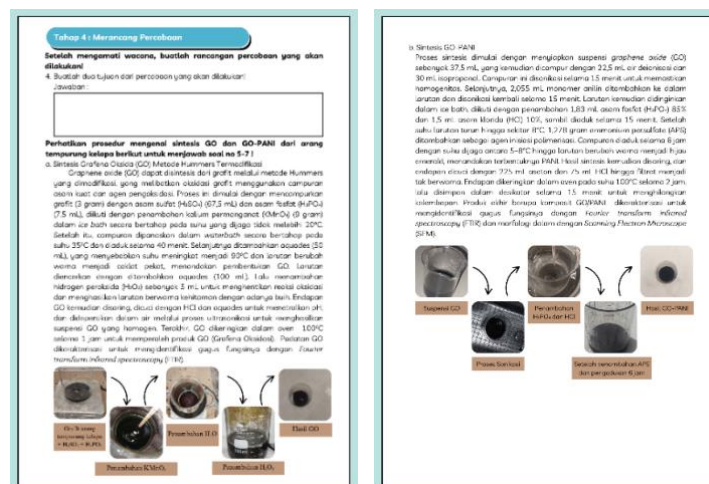 Tahap 4 : Merancang Percobaan
Setelah mengamati wacana, buatlah rancangan percobaan yang akan
dilakukan!
4. Buatlah dua tujuan dari percobaan yang dilakukan!
Jawaban :
Perhatikan prosedur mengenai sintesis GO dan GO-PANI dari arang
tempurung kelapa berikut untuk menjawab soal no 5-7 !
a. Sintesis Grafena Oksida (GO) Metode Hummers Termodifikasi
Graphene oxide (GO) dapat disintesis dari grafit melalui metode Hummers
yang dimodifikasi, yang melibatkan oksidasi grafit menggunakan campuran
asam kuat dan agen pengoksidasi. Proses ini dimulai dengan mencampurkan
grafit (3 gram) dengan asam sulfat (H₂SO₄) (67,5 mL) dan asam fosfat (H₃PO₄)
(7,5 mL), diikuti dengan penambahan kalium permanganat (KMnO₄) (9 gram)
dalam ice bath secara bertahap pada suhu yang dijaga tidak melebihi 20°C.
Setelah itu, campuran dipanaskan dalam waterbath secara bertahap pada
suhu 35°C dan diaduk selama 40 menit. Selanjutnya ditambahkan aquades (50
mL), yang menyebabkan suhu meningkat menjadi 90°C dan larutan berubah
warna menjadi coklat pekat, menandakan pembentukan GO. Larutan
diencerkan dengan ditambahkan aquades (100 mL). Lalu menambahkan
hidrogen peroksida (H₂O₂) sebanyak 3 mL untuk menghentikan reaksi oksidasi
dan menghasilkan larutan berwarna kehitaman dengan adanya buih. Endapan
GO kemudian disaring, dicuci dengan HCl dan aquades untuk menetralkan pH,
dan didispersikan dalam air melalui proses ultrasonikasi untuk menghasilkan
suspensi GO yang homogen. Terakhir, GO dikeringkan dalam oven 100°C
selama 1 jam untuk memperoleh produk GO (Grafena Oksida). Padatan GO
dikarakterisasi untuk mengidentifikasi gugus fungsinya dengan Fourier
transform infrared spectroscopy (FTIR).
Grafit arang
tempurung kelapa
+ H₂SO₄ + H₃PO₄
Penambahan KMnO₄
Penambahan H₂O
Penambahan H₂O₂
Hasil GO
b. Sintesis GO-PANI
Proses sintesis dimulai dengan menyiapkan suspensi graphene oxide (GO)
sebanyak 37,5 mL, yang kemudian dicampur dengan 22,5 mL air deionisasi dan
30 mL isopropanol. Campuran ini disonikasi selama 15 menit untuk memastikan
homogenitas. Selanjutnya, 2,055 mL monomer anilin ditambahkan ke dalam
larutan dan disonikasi kembali selama 15 menit. Larutan kemudian didinginkan
dalam ice bath, diikuti dengan penambahan 1,83 mL asam fosfat (H₃PO₄) 85%
dan 1,5 mL asam klorida (HCl) 10%, sambil diaduk selama 15 menit. Setelah
suhu larutan turun hingga sekitar 8°C, 1,278 gram ammonium persulfate (APS)
ditambahkan sebagai agen inisiasi polimerisasi. Campuran diaduk selama 6 jam
dengan suhu dijaga antara 5–8°C hingga larutan berubah warna menjadi hijau
emerald, menandakan terbentuknya PANI. Hasil sintesis kemudian disaring, dan
endapan dicuci dengan 225 mL aseton dan 75 mL HCl hingga filtrat menjadi
tak berwarna. Endapan dikeringkan dalam oven pada suhu 100°C selama 2 jam,
lalu disimpan dalam desikator selama 15 menit untuk menghilangkan
kelembapan. Produk akhir berupa komposit GO/PANI dikarakterisasi untuk
mengidentifikasi gugus fungsinya dengan Fourier transform infrared
spectroscopy (FTIR) dan morfologi dalam dengan Scanning Electron Microscope
(SEM).
Suspensi GO
Proses Sonikasi
Penambahan
H₃PO₄ dan HCl
Setelah penambahan APS
dan pengadukan 6 jam
Hasil GO-PANI